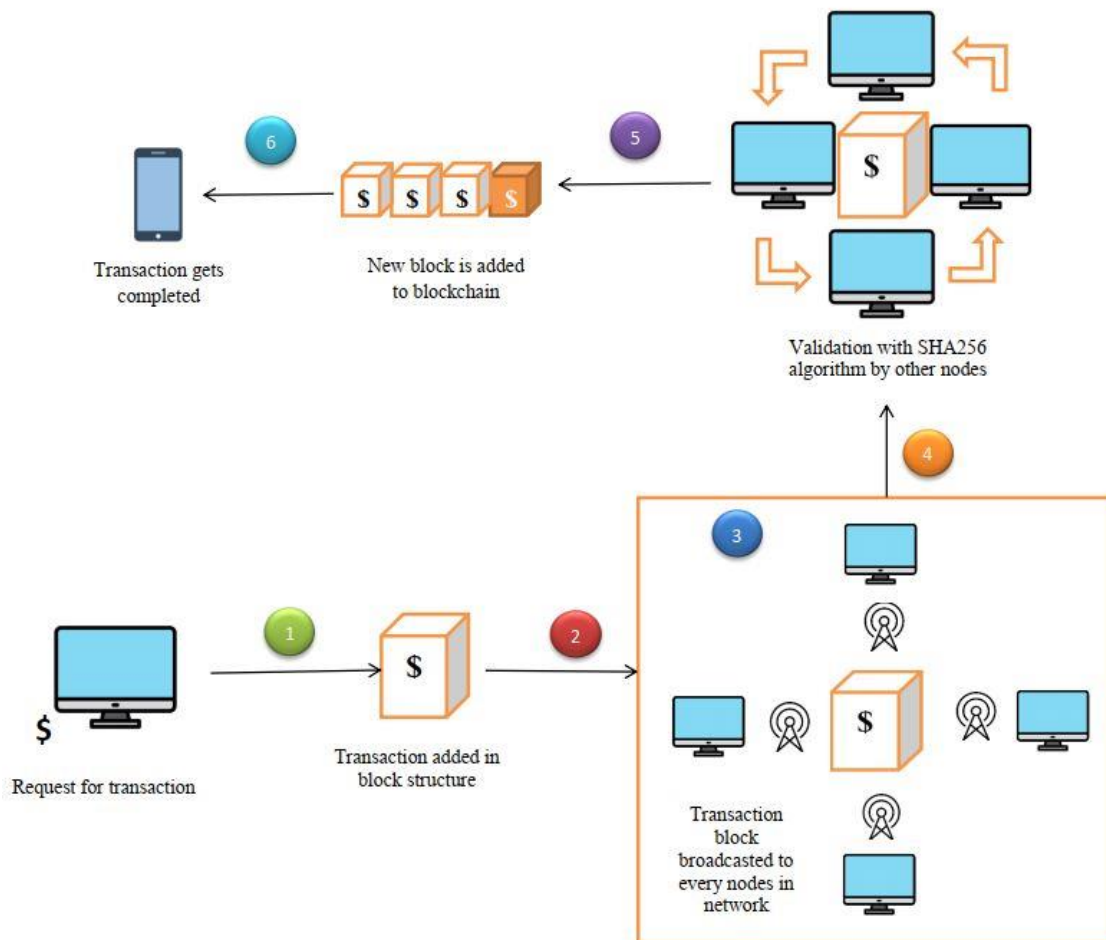 6
5
$
$ $ $ $
Transaction gets
completed
New block is added
to blockchain
Validation with SHA256
algorithm by other nodes
4
3
1
2
$
$
$
Request for transaction
Transaction added in
block structure
Transaction
block
broadcasted to
every nodes in
network